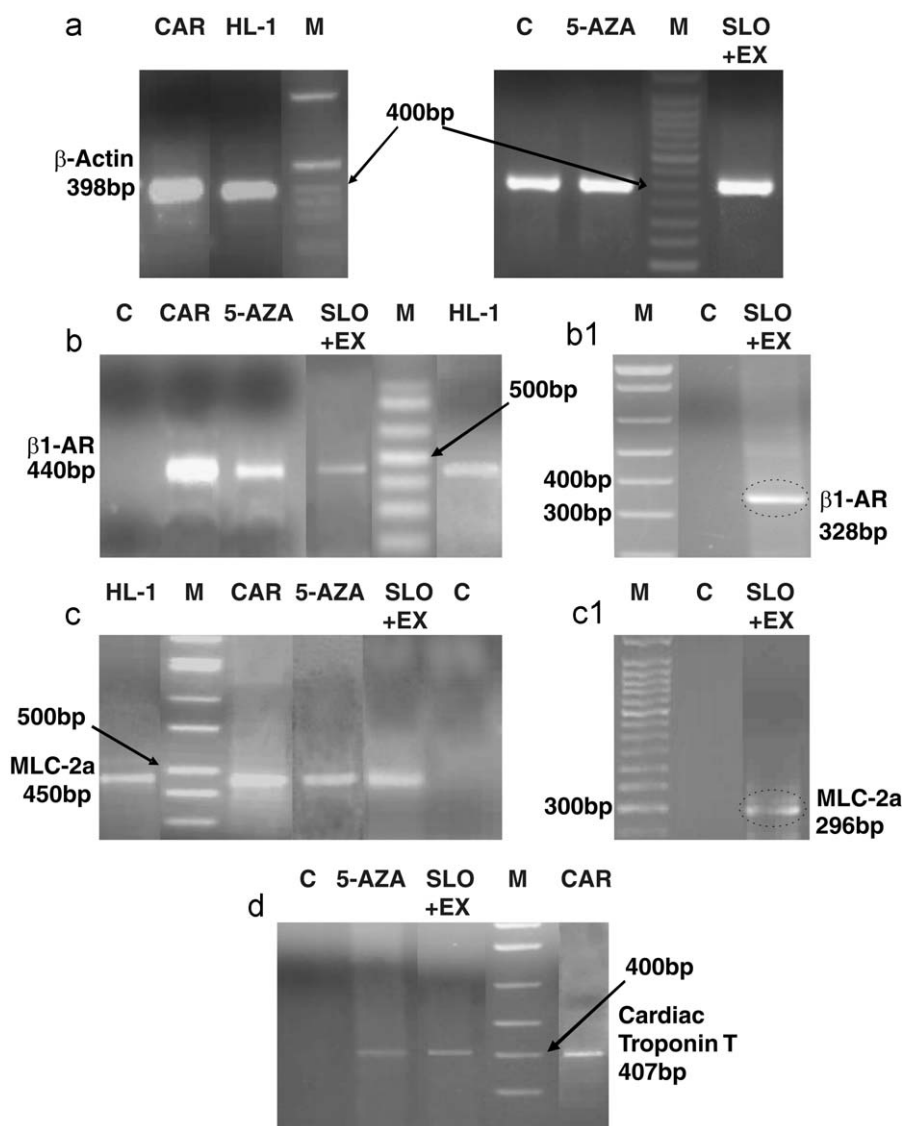 a
CAR HL-1 M
C 5-AZA M SLO
+EX
400bp
β-Actin
398bp
b
C CAR 5-AZA SLO M HL-1
+EX
500bp
β1-AR
440bp
b1
M C SLO
+EX
400bp
300bp
β1-AR
328bp
c
HL-1 M CAR 5-AZA SLO C
+EX
500bp
MLC-2a
450bp
c1
M C SLO
+EX
300bp
MLC-2a
296bp
d
C 5-AZA SLO M CAR
+EX
400bp
Cardiac
Troponin T
407bp